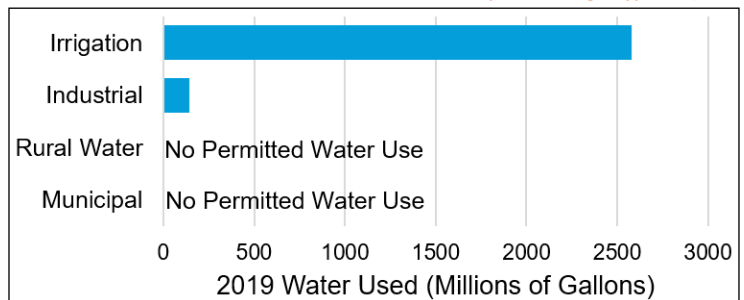 Irrigation
Industrial
Rural Water No Permitted Water Use
Municipal No Permitted Water Use
0 500 1000 1500 2000 2500 3000
2019 Water Used (Millions of Gallons)